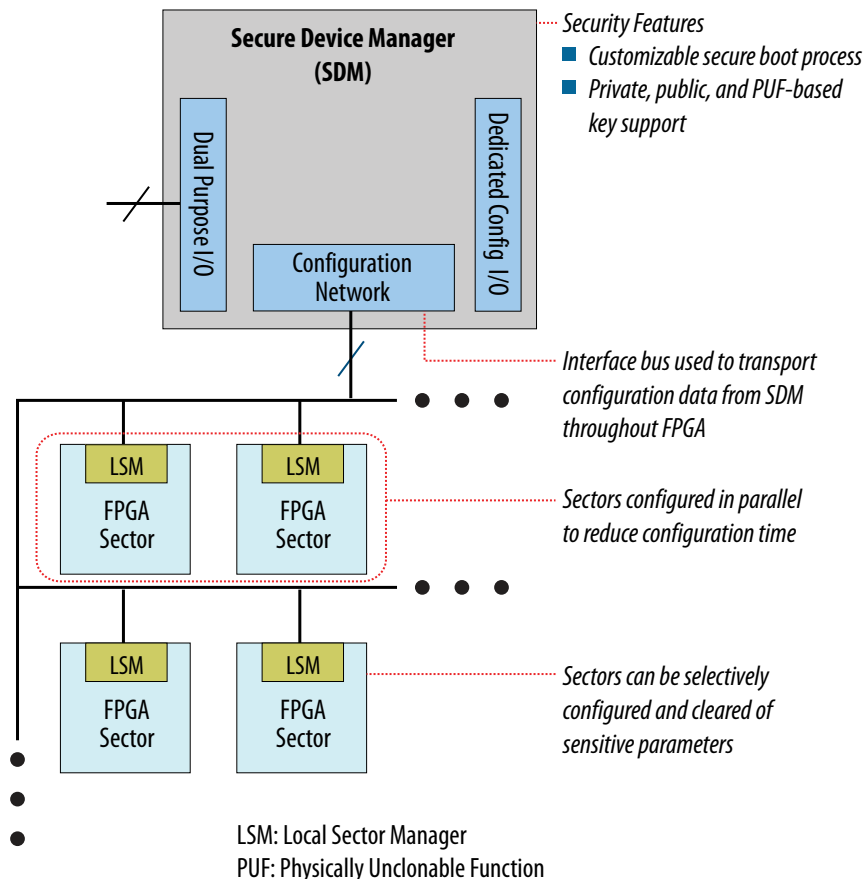 Secure Device Manager
(SDM)
Security Features
Customizable secure boot process
Private, public, and PUF-based
key support
Dual Purpose I/O
Dedicated Config I/O
Configuration
Network
Interface bus used to transport
configuration data from SDM
throughout FPGA
LSM
FPGA
Sector
LSM
FPGA
Sector
Sectors configured in parallel
to reduce configuration time
LSM
FPGA
Sector
LSM
FPGA
Sector
Sectors can be selectively
configured and cleared of
sensitive parameters
LSM: Local Sector Manager
PUF: Physically Unclonable Function